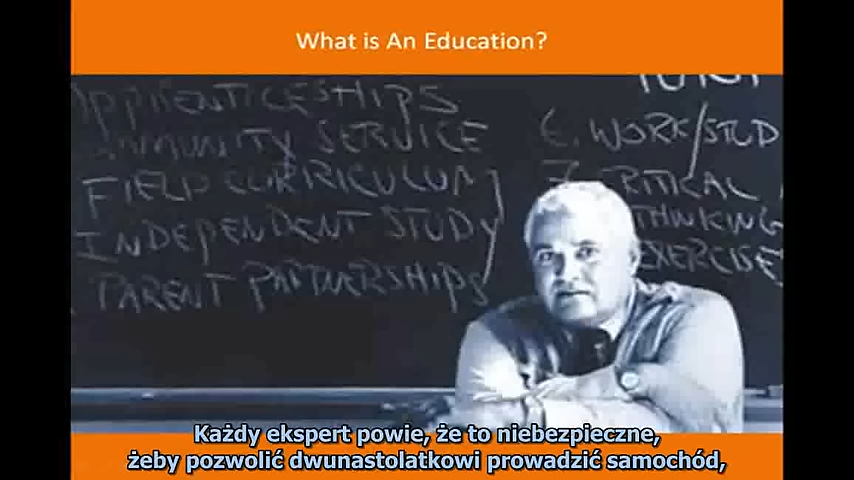 What is An Education?
APPRENTICESHIPS
COMMUNITY SERVICE
FIELD CURRICULUM
INDEPENDENT STUDY
PARENT PARTNERSHIPS
6. WORK/STUD
7. CRITICAL
THINKING
EXERCISES
Każdy ekspert powie, że to niebezpieczne,
żeby pozwolić dwunastolatkowi prowadzić samochód,